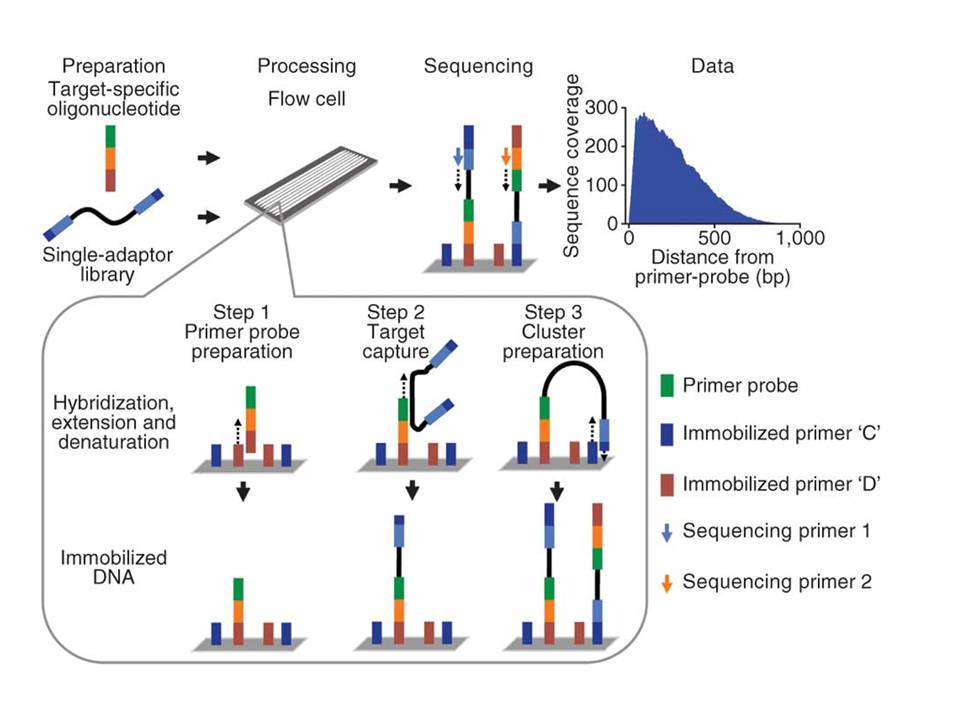 Preparation
Target-specific
oligonucleotide
Single-adaptor
library
Processing
Flow cell
Sequencing
Data
Sequence coverage
300
200
100
0
0
500
1,000
Distance from
primer-probe (bp)
Step 1
Primer probe
preparation
Step 2
Target
capture
Step 3
Cluster
preparation
Hybridization,
extension and
denaturation
Immobilized
DNA
Primer probe
Immobilized primer ‘C’
Immobilized primer ‘D’
Sequencing primer 1
Sequencing primer 2